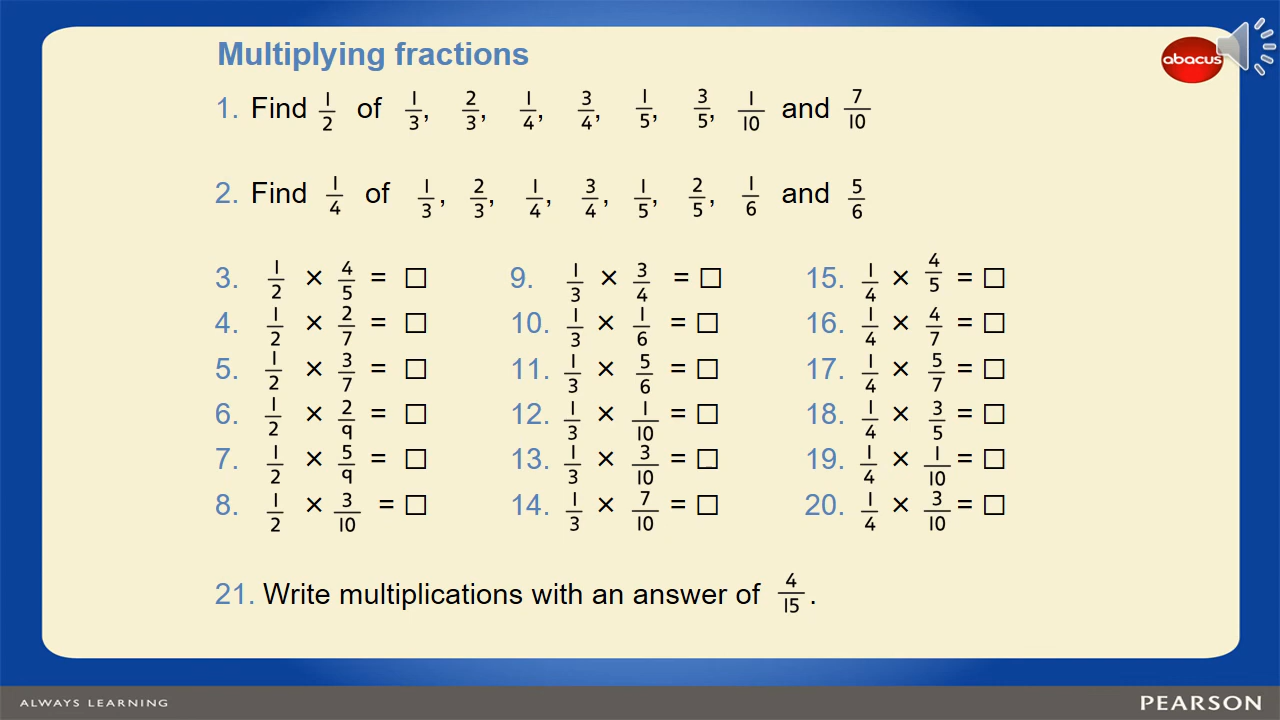 Multiplying fractions
abacus
1. Find 1/2 of 1/3, 2/3, 1/4, 3/4, 1/5, 3/5, 1/10 and 7/10
2. Find 1/4 of 1/3, 2/3, 1/4, 3/4, 1/5, 2/5, 1/6 and 5/6
3. 1/2 × 4/5 = □
4. 1/2 × 2/7 = □
5. 1/2 × 3/7 = □
6. 1/2 × 2/9 = □
7. 1/2 × 5/9 = □
8. 1/2 × 3/10 = □
9. 1/3 × 3/4 = □
10. 1/3 × 1/6 = □
11. 1/3 × 5/6 = □
12. 1/3 × 1/10 = □
13. 1/3 × 3/10 = □
14. 1/3 × 7/10 = □
15. 1/4 × 4/5 = □
16. 1/4 × 4/7 = □
17. 1/4 × 5/7 = □
18. 1/4 × 3/5 = □
19. 1/4 × 1/10 = □
20. 1/4 × 3/10 = □
21. Write multiplications with an answer of 4/15.
ALWAYS LEARNING
PEARSON